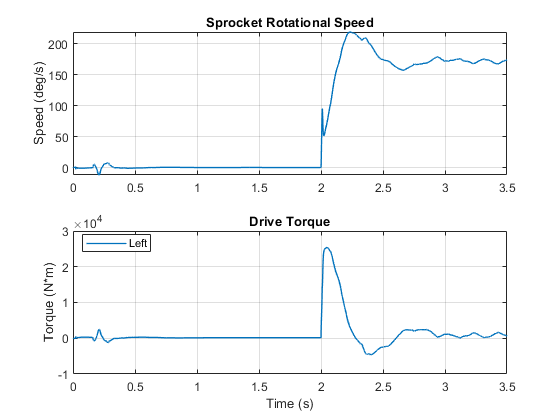 Sprocket Rotational Speed
200
150
100
50
0
Speed (deg/s)
0 0.5 1 1.5 2 2.5 3 3.5
Drive Torque
×10^4
3
2
1
0
-1
Left
Torque (N*m)
0 0.5 1 1.5 2 2.5 3 3.5
Time (s)